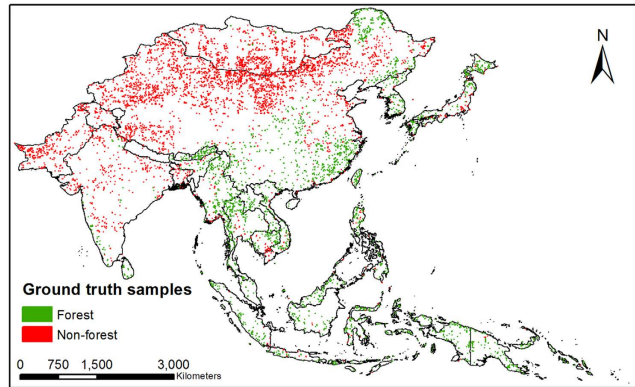 N
Ground truth samples
Forest
Non-forest
0 750 1,500 3,000
Kilometers